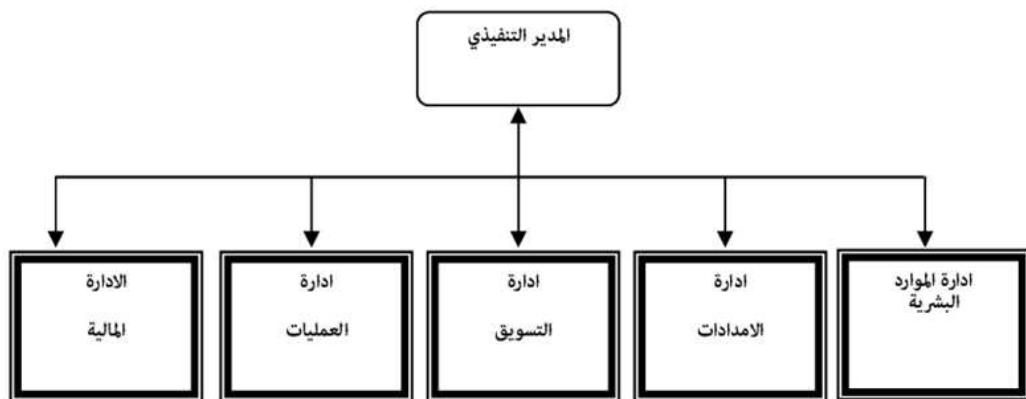 المدير التنفيذي
ادارة الموارد
البشرية
ادارة
الامدادات
ادارة
التسويق
ادارة
العمليات
الادارة
المالية